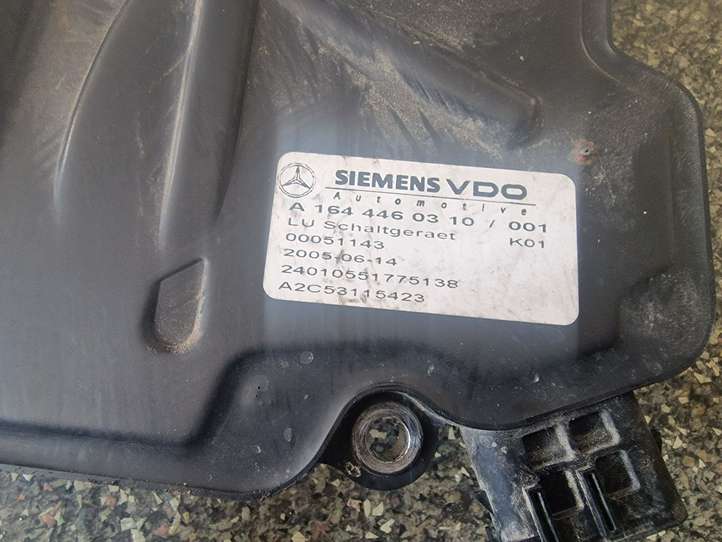 SIEMENS VDO
Automotive
A 164 446 03 10 / 001
LU Schaltgeraet K01
00051143
2005-06-14
24010551775138
A2C53115423